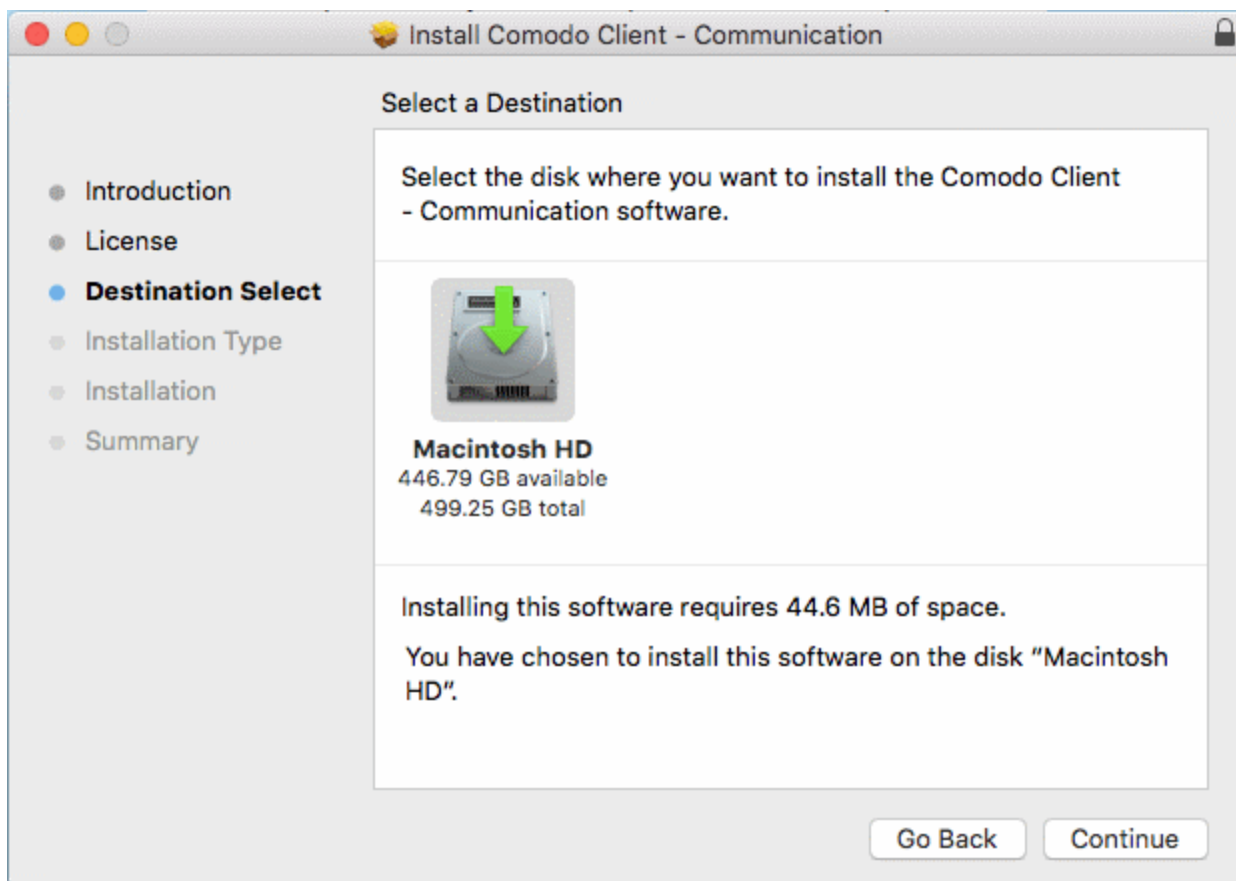 Install Comodo Client - Communication
Select a Destination
Introduction
License
Destination Select
Installation Type
Installation
Summary
Select the disk where you want to install the Comodo Client
- Communication software.
Macintosh HD
446.79 GB available
499.25 GB total
Installing this software requires 44.6 MB of space.
You have chosen to install this software on the disk “Macintosh
HD”.
Go Back
Continue